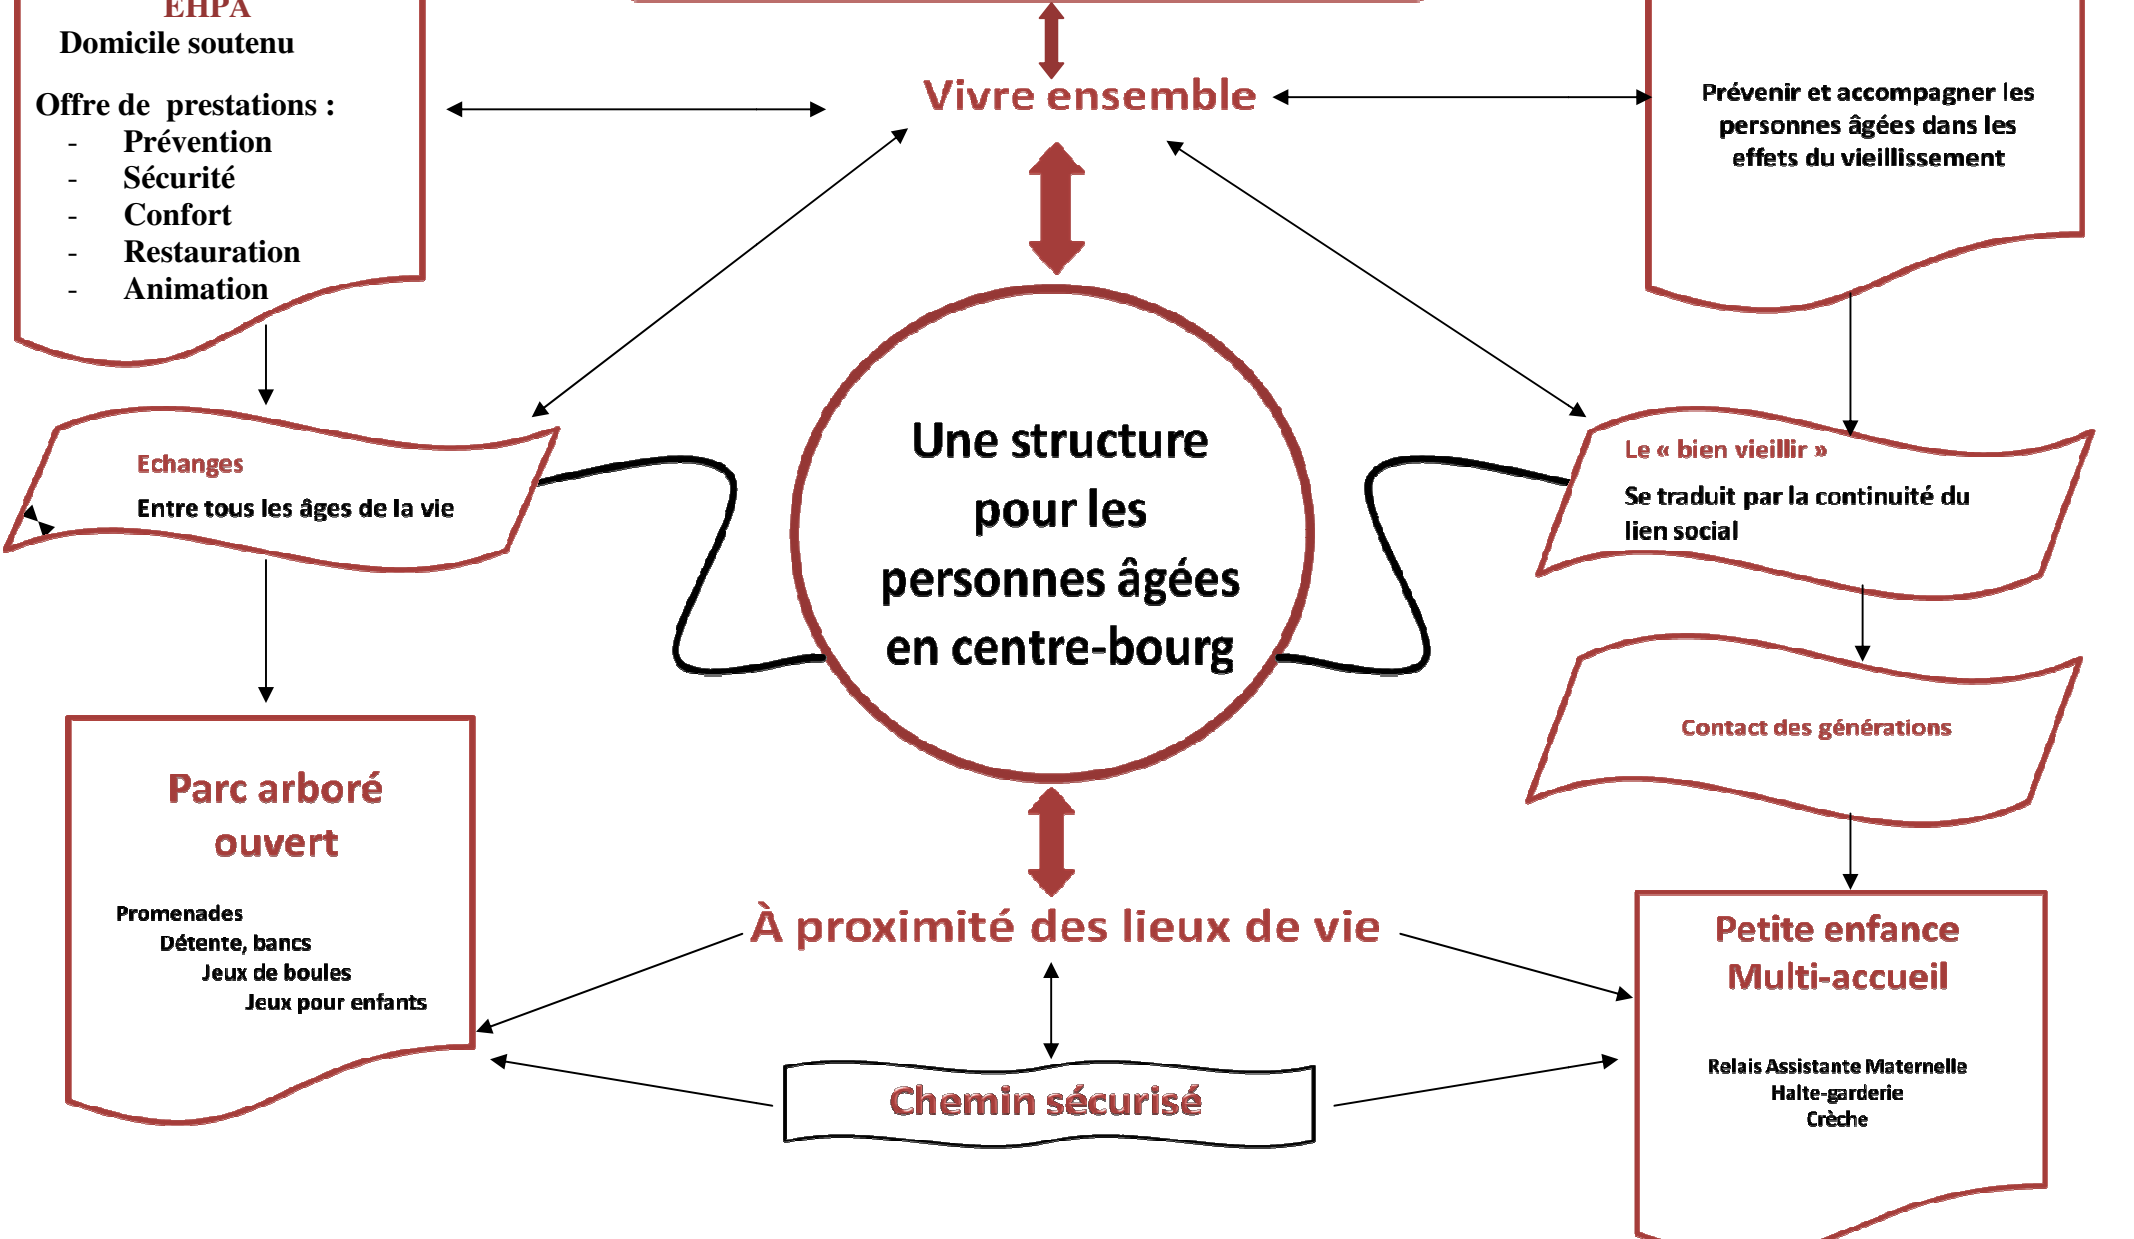 EHPA
Domicile soutenu
Offre de prestations :
- Prévention
- Sécurité
- Confort
- Restauration
- Animation
Vivre ensemble
Prévenir et accompagner les
personnes âgées dans les
effets du vieillissement
Echanges
Entre tous les âges de la vie
Une structure
pour les
personnes âgées
en centre-bourg
Le « bien vieillir »
Se traduit par la continuité du
lien social
Contact des générations
Parc arboré
ouvert
Promenades
Détente, bancs
Jeux de boules
Jeux pour enfants
À proximité des lieux de vie
Chemin sécurisé
Petite enfance
Multi-accueil
Relais Assistante Maternelle
Halte-garderie
Crèche